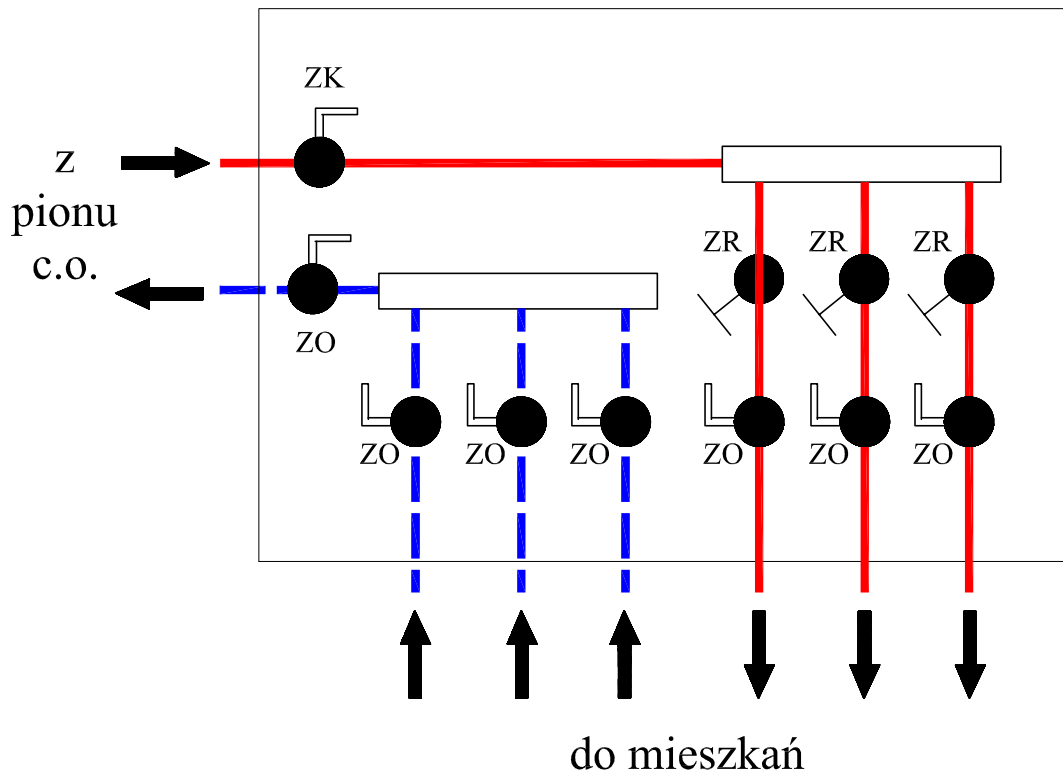 ZK
z
pionu
c.o.
ZR ZR ZR
ZO
ZO ZO ZO ZO ZO ZO
do mieszkań